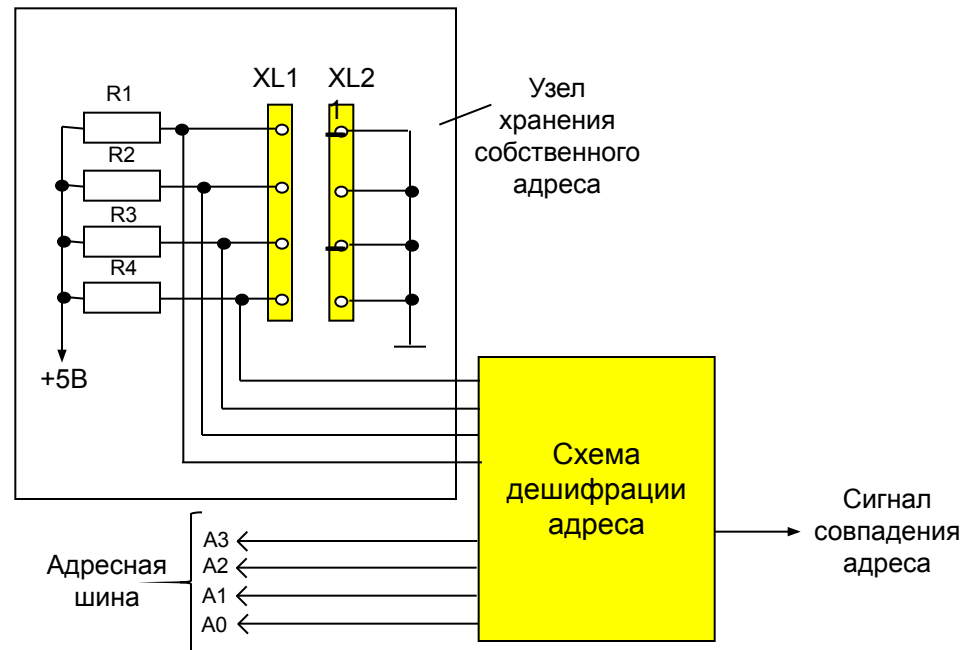 XL1 XL2
1
R1
R2
R3
R4
+5В
Узел
хранения
собственного
адреса
Схема
дешифрации
адреса
Сигнал
совпадения
адреса
Адресная
шина
A3
A2
A1
A0